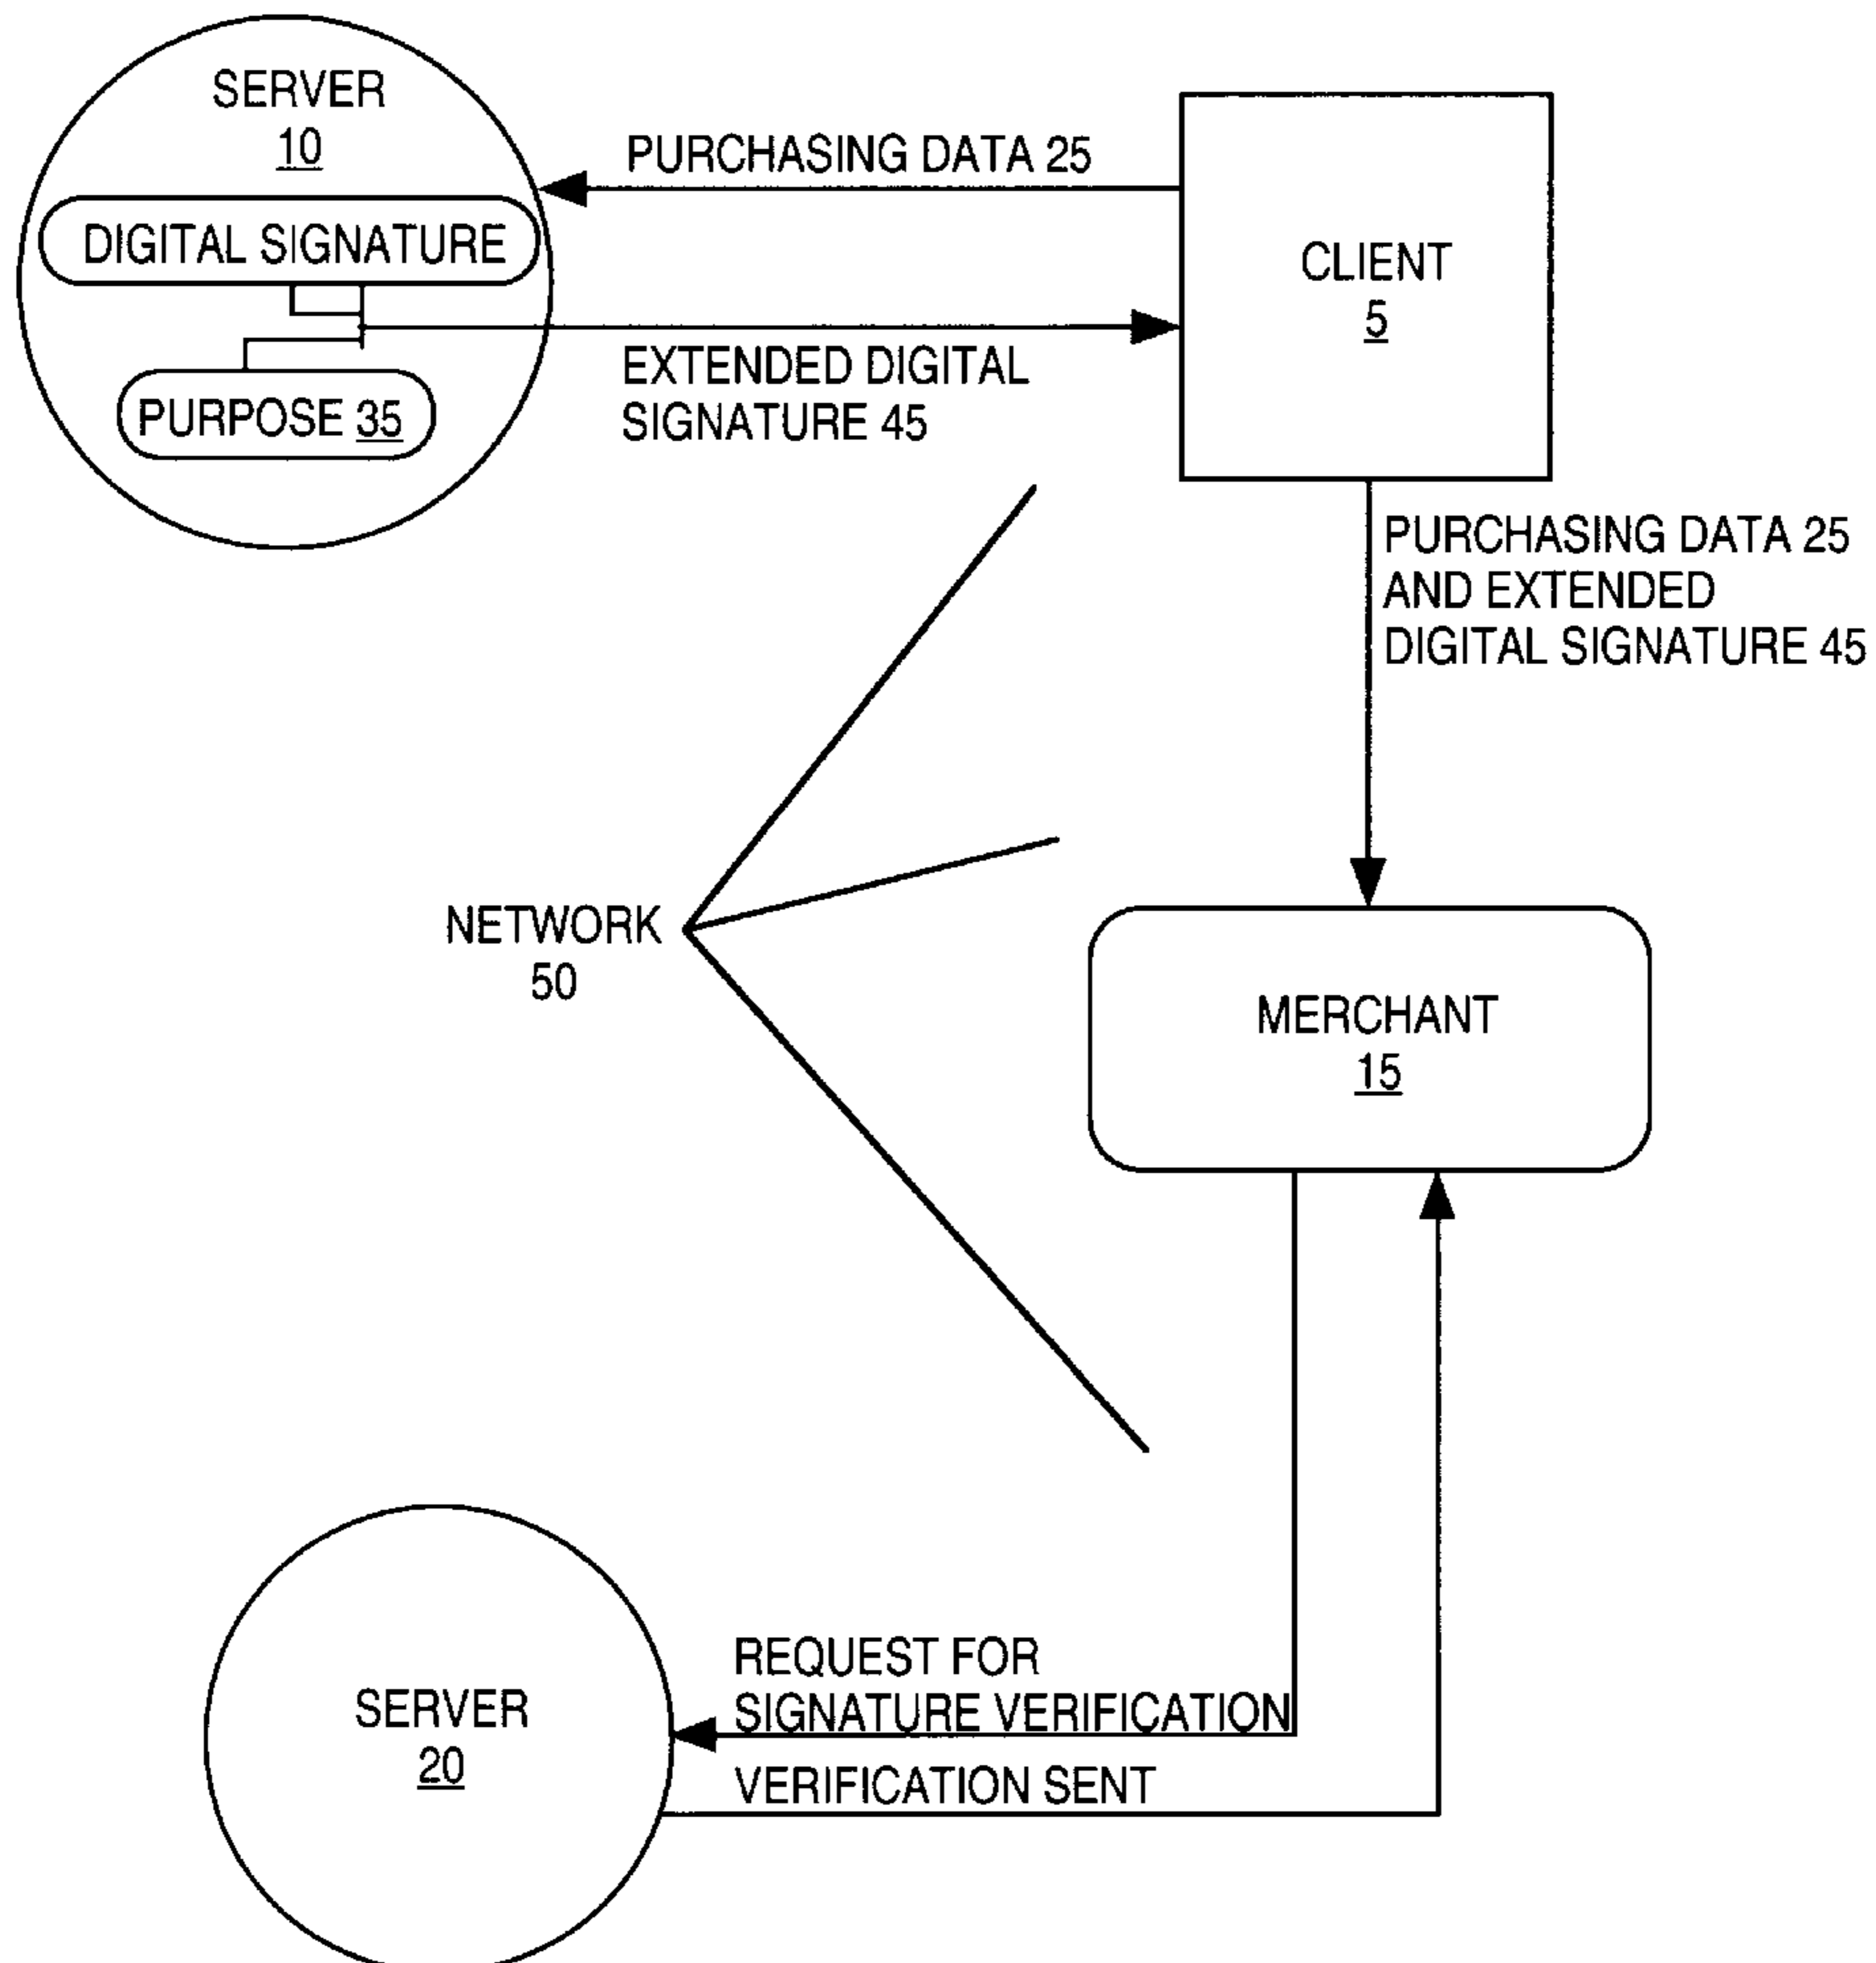 SERVER
10
DIGITAL SIGNATURE
PURPOSE 35
PURCHASING DATA 25
EXTENDED DIGITAL
SIGNATURE 45
CLIENT
5
PURCHASING DATA 25
AND EXTENDED
DIGITAL SIGNATURE 45
NETWORK
50
MERCHANT
15
REQUEST FOR
SIGNATURE VERIFICATION
VERIFICATION SENT
SERVER
20